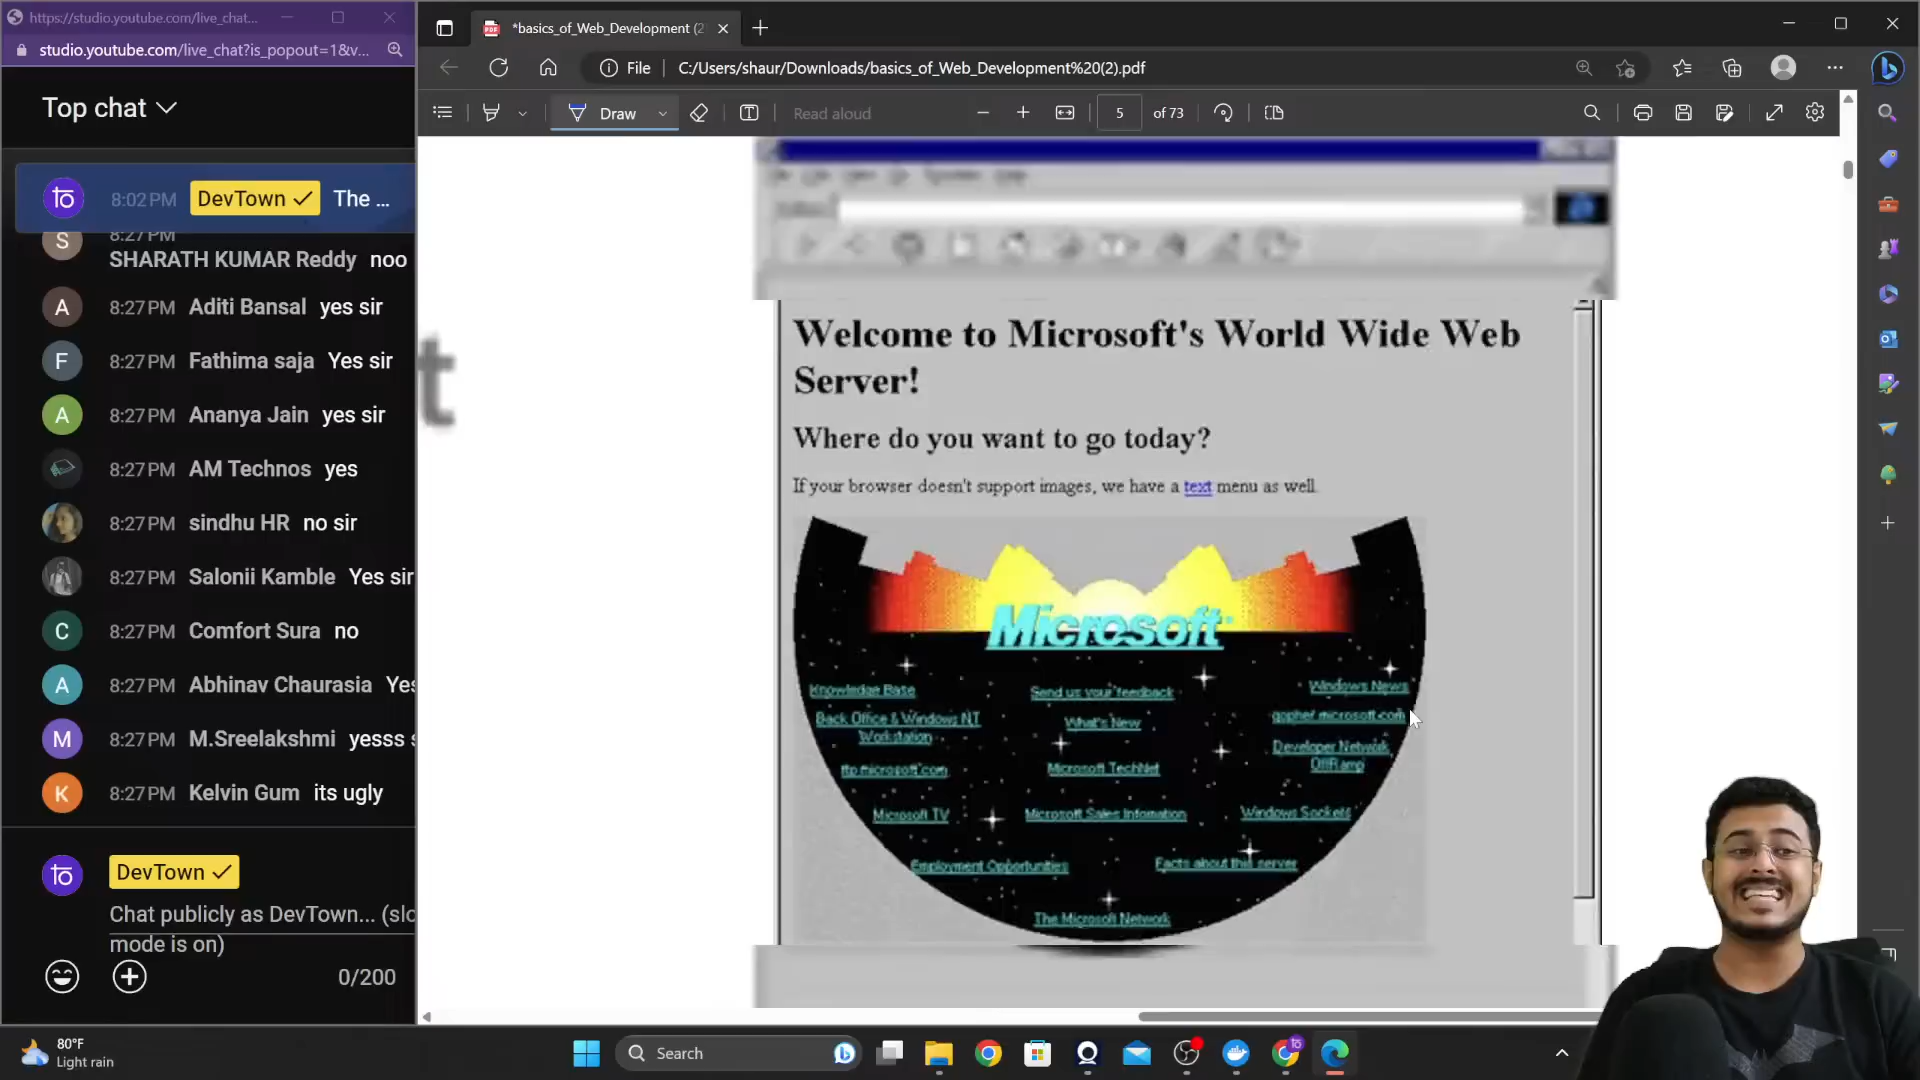 https://studio.youtube.com/live_chat...
studio.youtube.com/live_chat?is_popout=1&v...
Top chat
8:02 PM DevTown The ...
8:27 PM
SHARATH KUMAR Reddy noo
8:27 PM Aditi Bansal yes sir
8:27 PM Fathima saja Yes sir
8:27 PM Ananya Jain yes sir
8:27 PM AM Technos yes
8:27 PM sindhu HR no sir
8:27 PM Salonii Kamble Yes sir
8:27 PM Comfort Sura no
8:27 PM Abhinav Chaurasia Yes
8:27 PM M.Sreelakshmi yesss s
8:27 PM Kelvin Gum its ugly
DevTown
Chat publicly as DevTown... (slo
mode is on)
0/200
*basics_of_Web_Development (2
File C:/Users/shaur/Downloads/basics_of_Web_Development%20(2).pdf
Draw Read aloud 5 of 73
t
Welcome to Microsoft's World Wide Web
Server!
Where do you want to go today?
If your browser doesn't support images, we have a text menu as well.
Microsoft
Knowledge Base Send us your feedback Windows News
Back Office & Windows NT
Workstation
What's New gopher.microsoft.com
Developer Network
OffRamp
ftp.microsoft.com Microsoft TechNet
Microsoft TV Microsoft Sales Information Windows Sockets
Employment Opportunities Facts about this server
The Microsoft Network
80°F
Light rain
Search